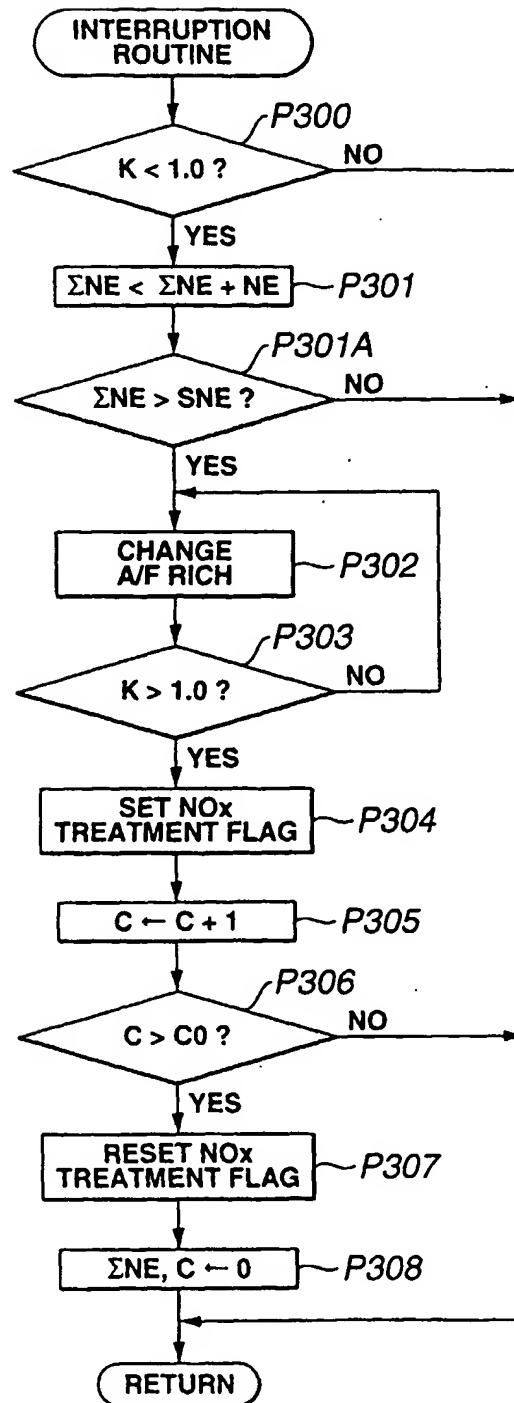 INTERRUPTION
ROUTINE
P300
K < 1.0 ?
NO
YES
ΣNE < ΣNE + NE
P301
P301A
ΣNE > SNE ?
NO
YES
CHANGE
A/F RICH
P302
P303
K > 1.0 ?
NO
YES
SET NOx
TREATMENT FLAG
P304
C ← C + 1
P305
P306
C > C0 ?
NO
YES
RESET NOx
TREATMENT FLAG
P307
ΣNE, C ← 0
P308
RETURN